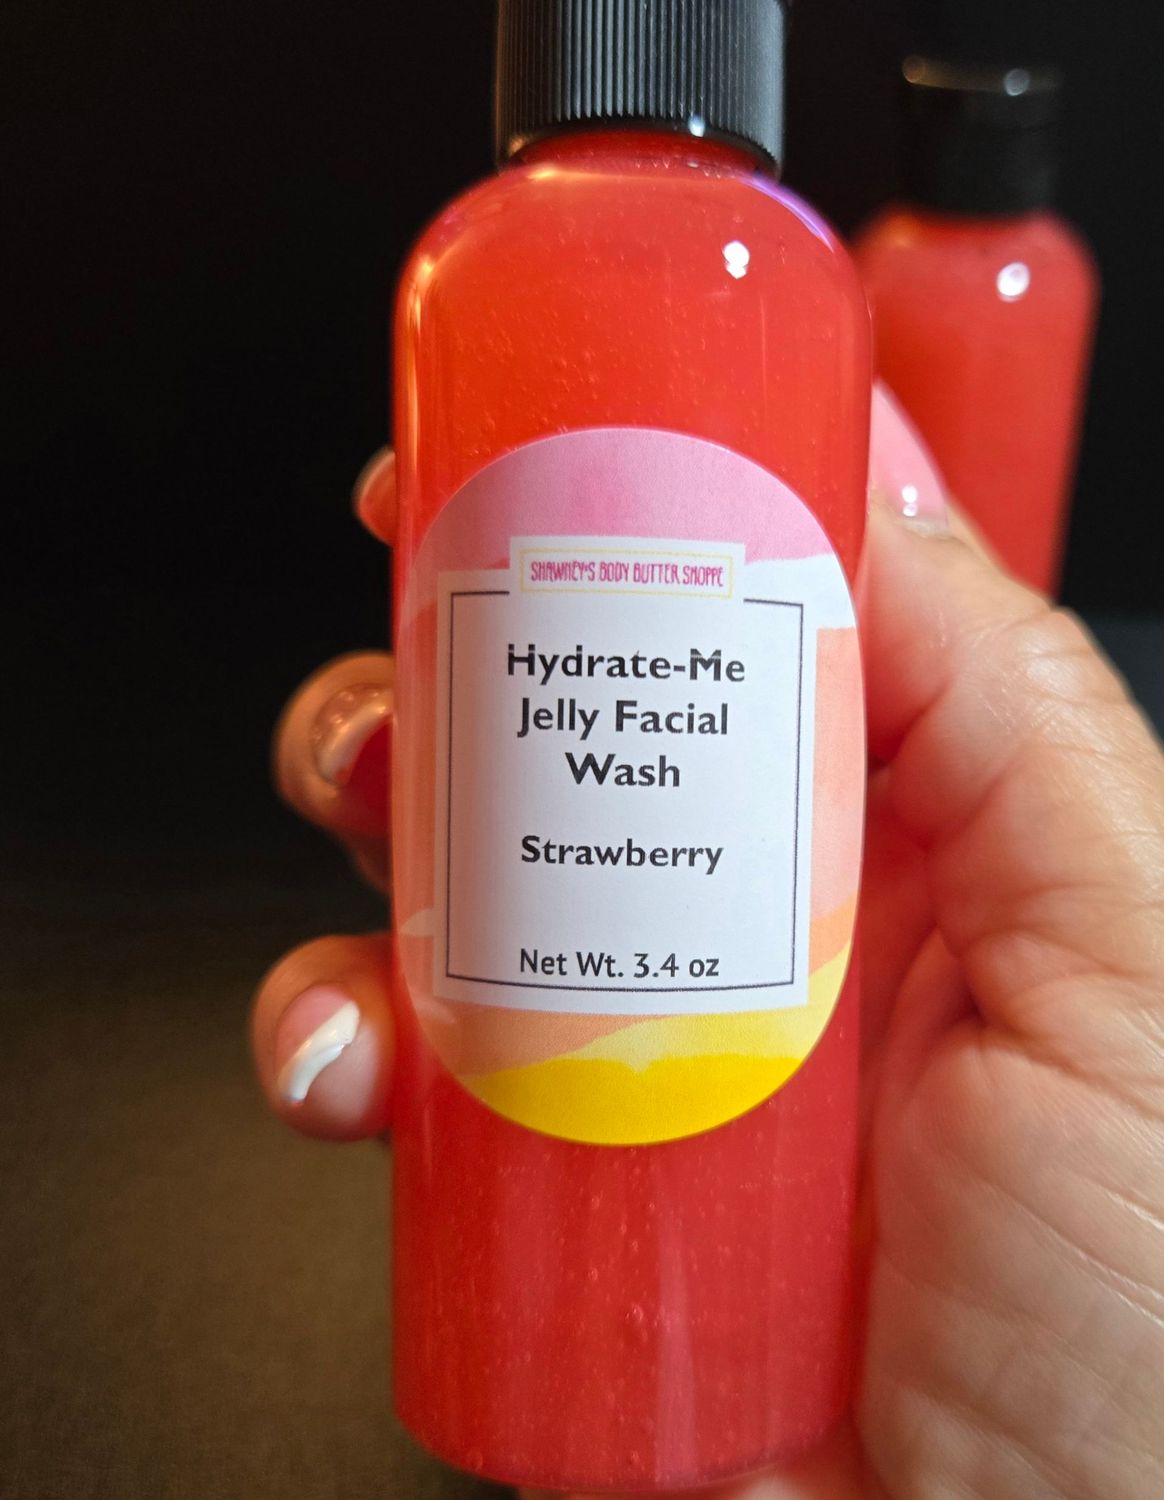 SHAWNEY'S BODY BUTTER SHOPPE
Hydrate-Me
Jelly Facial
Wash
Strawberry
Net Wt. 3.4 oz